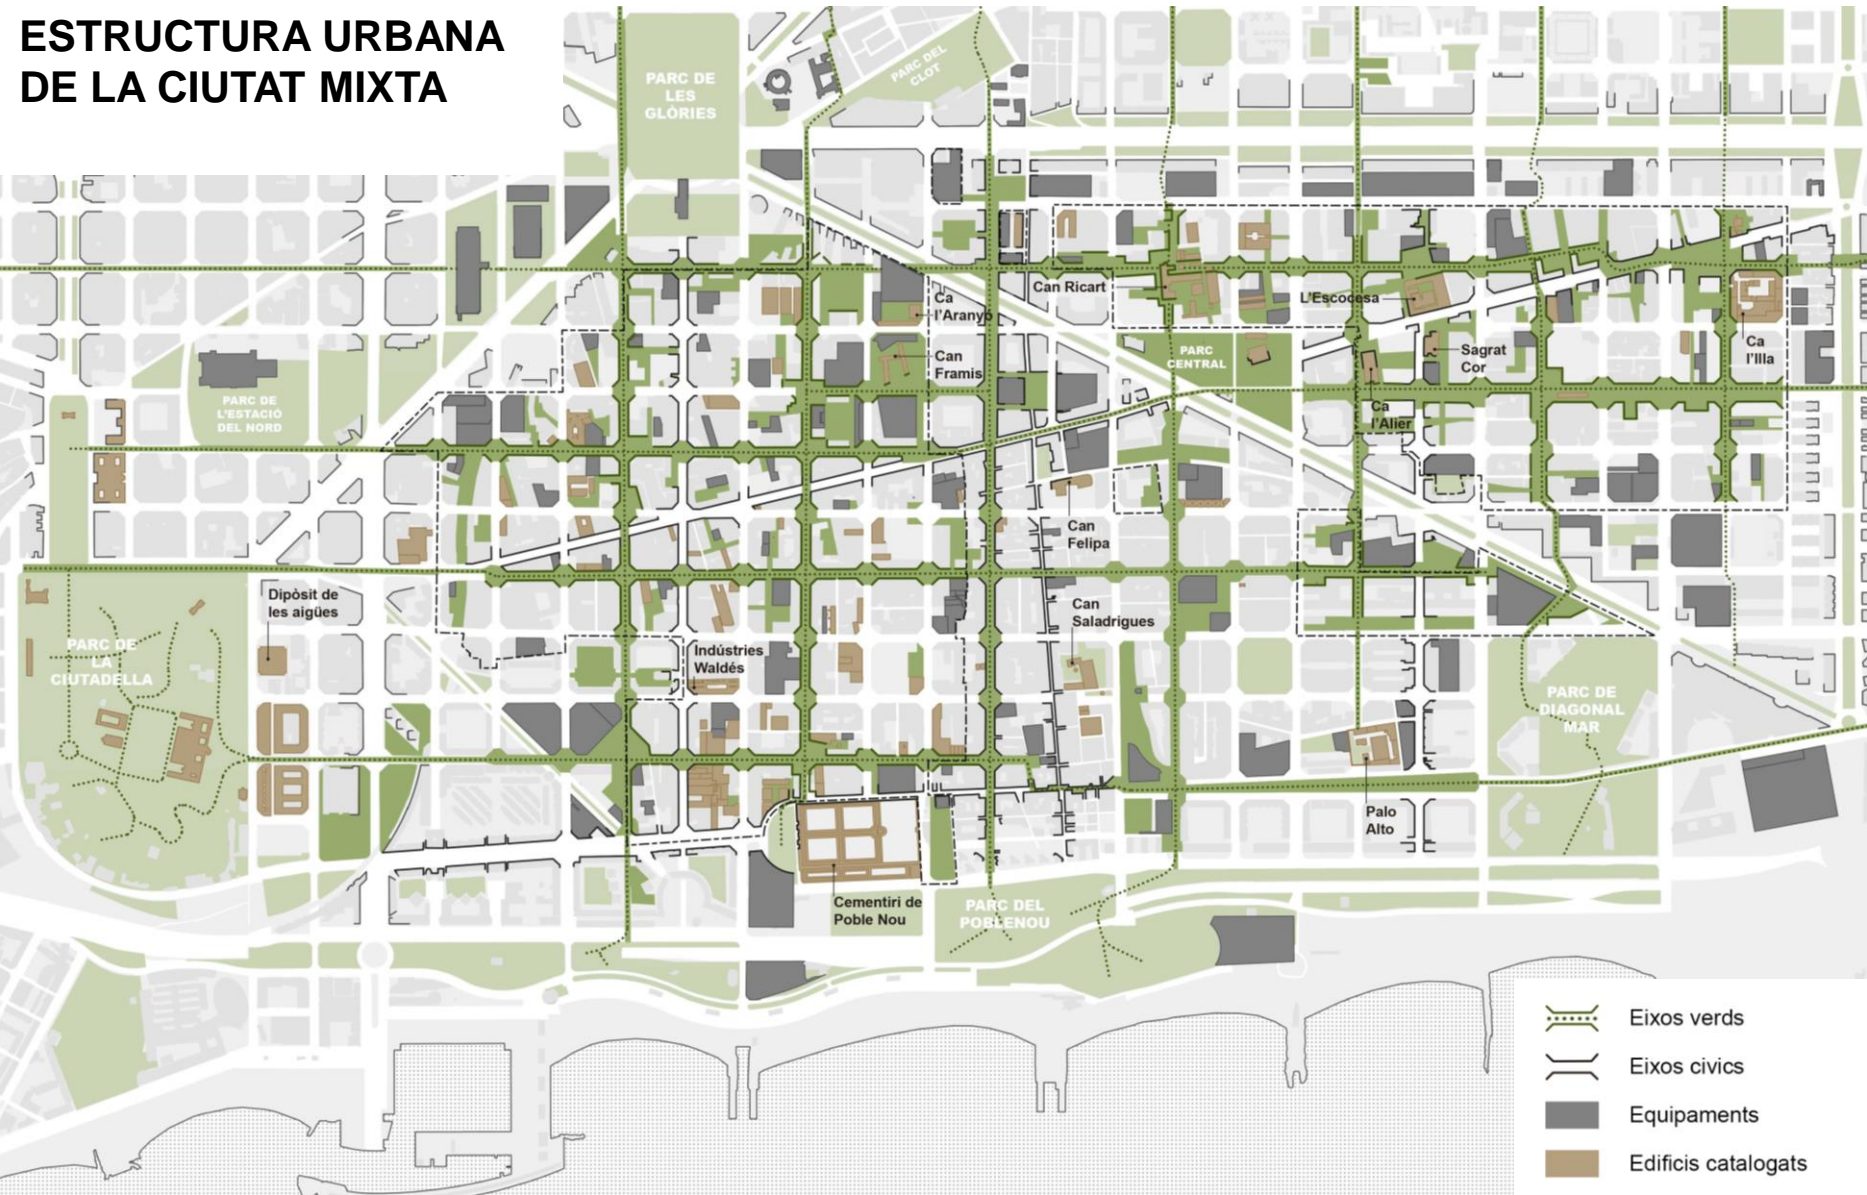 ESTRUCTURA URBANA
DE LA CIUTAT MIXTA
PARC DE
LES
GLÒRIES
PARC DEL
CLOT
Can Ricart
L'Escocesa
Ca
l'Aranyó
Can
Framis
PARC
CENTRAL
Sagrat
Cor
Ca
l'Illa
Ca
l'Alier
PARC DE
L'ESTACIÓ
DEL NORD
Can
Felipa
Dipòsit de
les aigües
Can
Saladrigues
PARC DE
LA
CIUTADELLA
Indústries
Waldés
PARC DE
DIAGONAL
MAR
Palo
Alto
Cementiri de
Poble Nou
PARC DEL
POBLENOU
Eixos verds
Eixos civics
Equipaments
Edificis catalogats